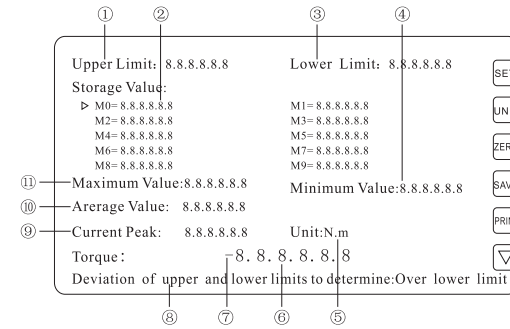 ① ② ③ ④
Upper Limit: 8.8.8.8.8.8 Lower Limit: 8.8.8.8.8.8
Storage Value:
▷ M0=8.8.8.8.8.8 M1=8.8.8.8.8.8
M2=8.8.8.8.8.8 M3=8.8.8.8.8.8
M4=8.8.8.8.8.8 M5=8.8.8.8.8.8
M6=8.8.8.8.8.8 M7=8.8.8.8.8.8
M8=8.8.8.8.8.8 M9=8.8.8.8.8.8
⑪ Maximum Value:8.8.8.8.8.8 Minimum Value:8.8.8.8.8.8
⑩ Arerage Value: 8.8.8.8.8.8
⑨ Current Peak: 8.8.8.8.8.8 Unit:N.m
Torque: -8.8.8.8.8.8
Deviation of upper and lower limits to determine:Over lower limit
⑧ ⑦ ⑥ ⑤
SE
UN
ZER
SAV
PRIN